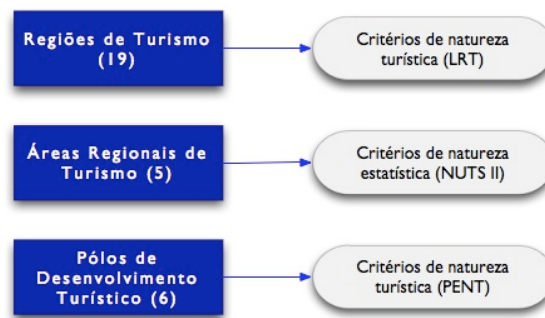 Regiões de Turismo
(19)
Critérios de natureza
turística (LRT)
Áreas Regionais de
Turismo (5)
Critérios de natureza
estatística (NUTS II)
Pólos de
Desenvolvimento
Turístico (6)
Critérios de natureza
turística (PENT)